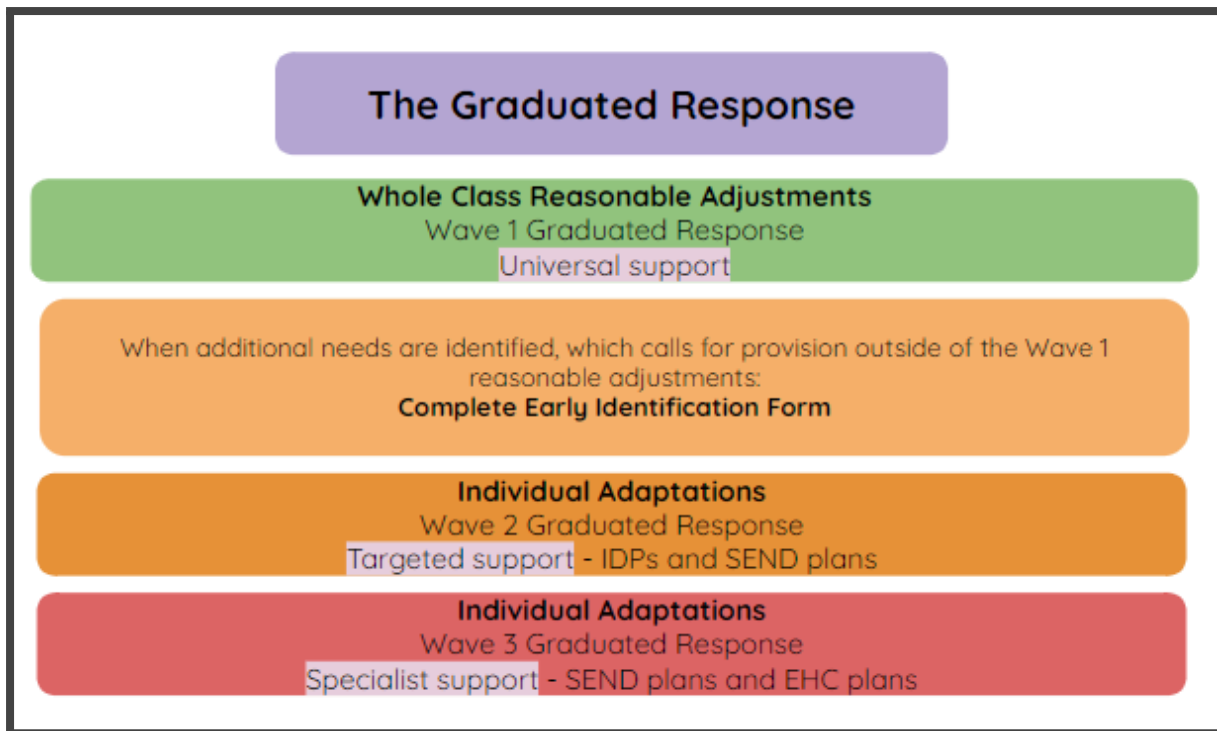 The Graduated Response
Whole Class Reasonable Adjustments
Wave 1 Graduated Response
Universal support
When additional needs are identified, which calls for provision outside of the Wave 1
reasonable adjustments:
Complete Early Identification Form
Individual Adaptations
Wave 2 Graduated Response
Targeted support - IDPs and SEND plans
Individual Adaptations
Wave 3 Graduated Response
Specialist support - SEND plans and EHC plans